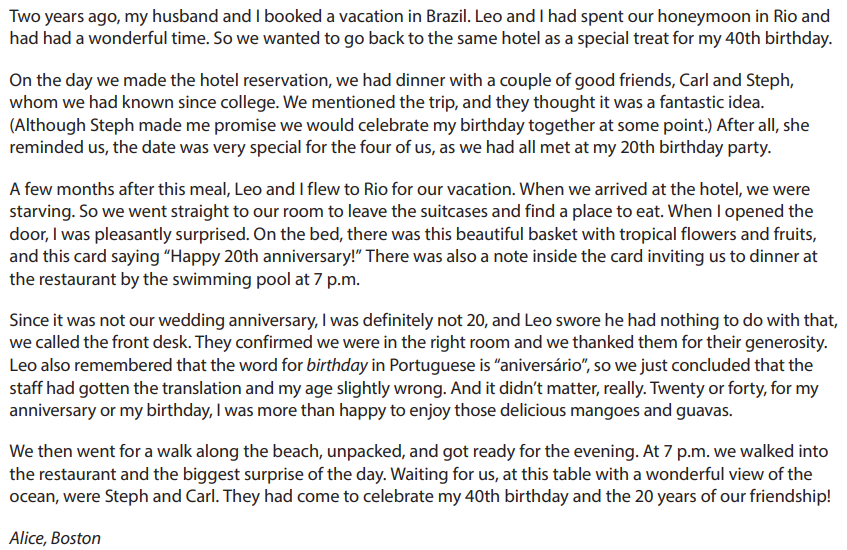 Two years ago, my husband and I booked a vacation in Brazil. Leo and I had spent our honeymoon in Rio and
had had a wonderful time. So we wanted to go back to the same hotel as a special treat for my 40th birthday.
On the day we made the hotel reservation, we had dinner with a couple of good friends, Carl and Steph,
whom we had known since college. We mentioned the trip, and they thought it was a fantastic idea.
(Although Steph made me promise we would celebrate my birthday together at some point.) After all, she
reminded us, the date was very special for the four of us, as we had all met at my 20th birthday party.
A few months after this meal, Leo and I flew to Rio for our vacation. When we arrived at the hotel, we were
starving. So we went straight to our room to leave the suitcases and find a place to eat. When I opened the
door, I was pleasantly surprised. On the bed, there was this beautiful basket with tropical flowers and fruits,
and this card saying “Happy 20th anniversary!” There was also a note inside the card inviting us to dinner at
the restaurant by the swimming pool at 7 p.m.
Since it was not our wedding anniversary, I was definitely not 20, and Leo swore he had nothing to do with that,
we called the front desk. They confirmed we were in the right room and we thanked them for their generosity.
Leo also remembered that the word for birthday in Portuguese is “aniversário”, so we just concluded that the
staff had gotten the translation and my age slightly wrong. And it didn’t matter, really. Twenty or forty, for my
anniversary or my birthday, I was more than happy to enjoy those delicious mangoes and guavas.
We then went for a walk along the beach, unpacked, and got ready for the evening. At 7 p.m. we walked into
the restaurant and the biggest surprise of the day. Waiting for us, at this table with a wonderful view of the
ocean, were Steph and Carl. They had come to celebrate my 40th birthday and the 20 years of our friendship!
Alice, Boston